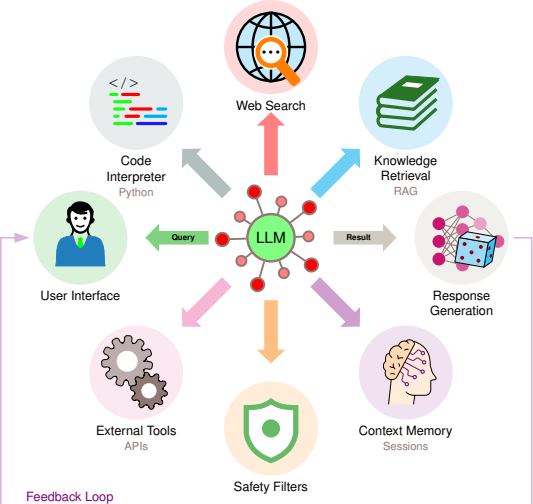 Web Search
</>
Code
Interpreter
Python
Knowledge
Retrieval
RAG
Query
LLM
Result
User Interface
Response
Generation
External Tools
APIs
Context Memory
Sessions
Safety Filters
Feedback Loop